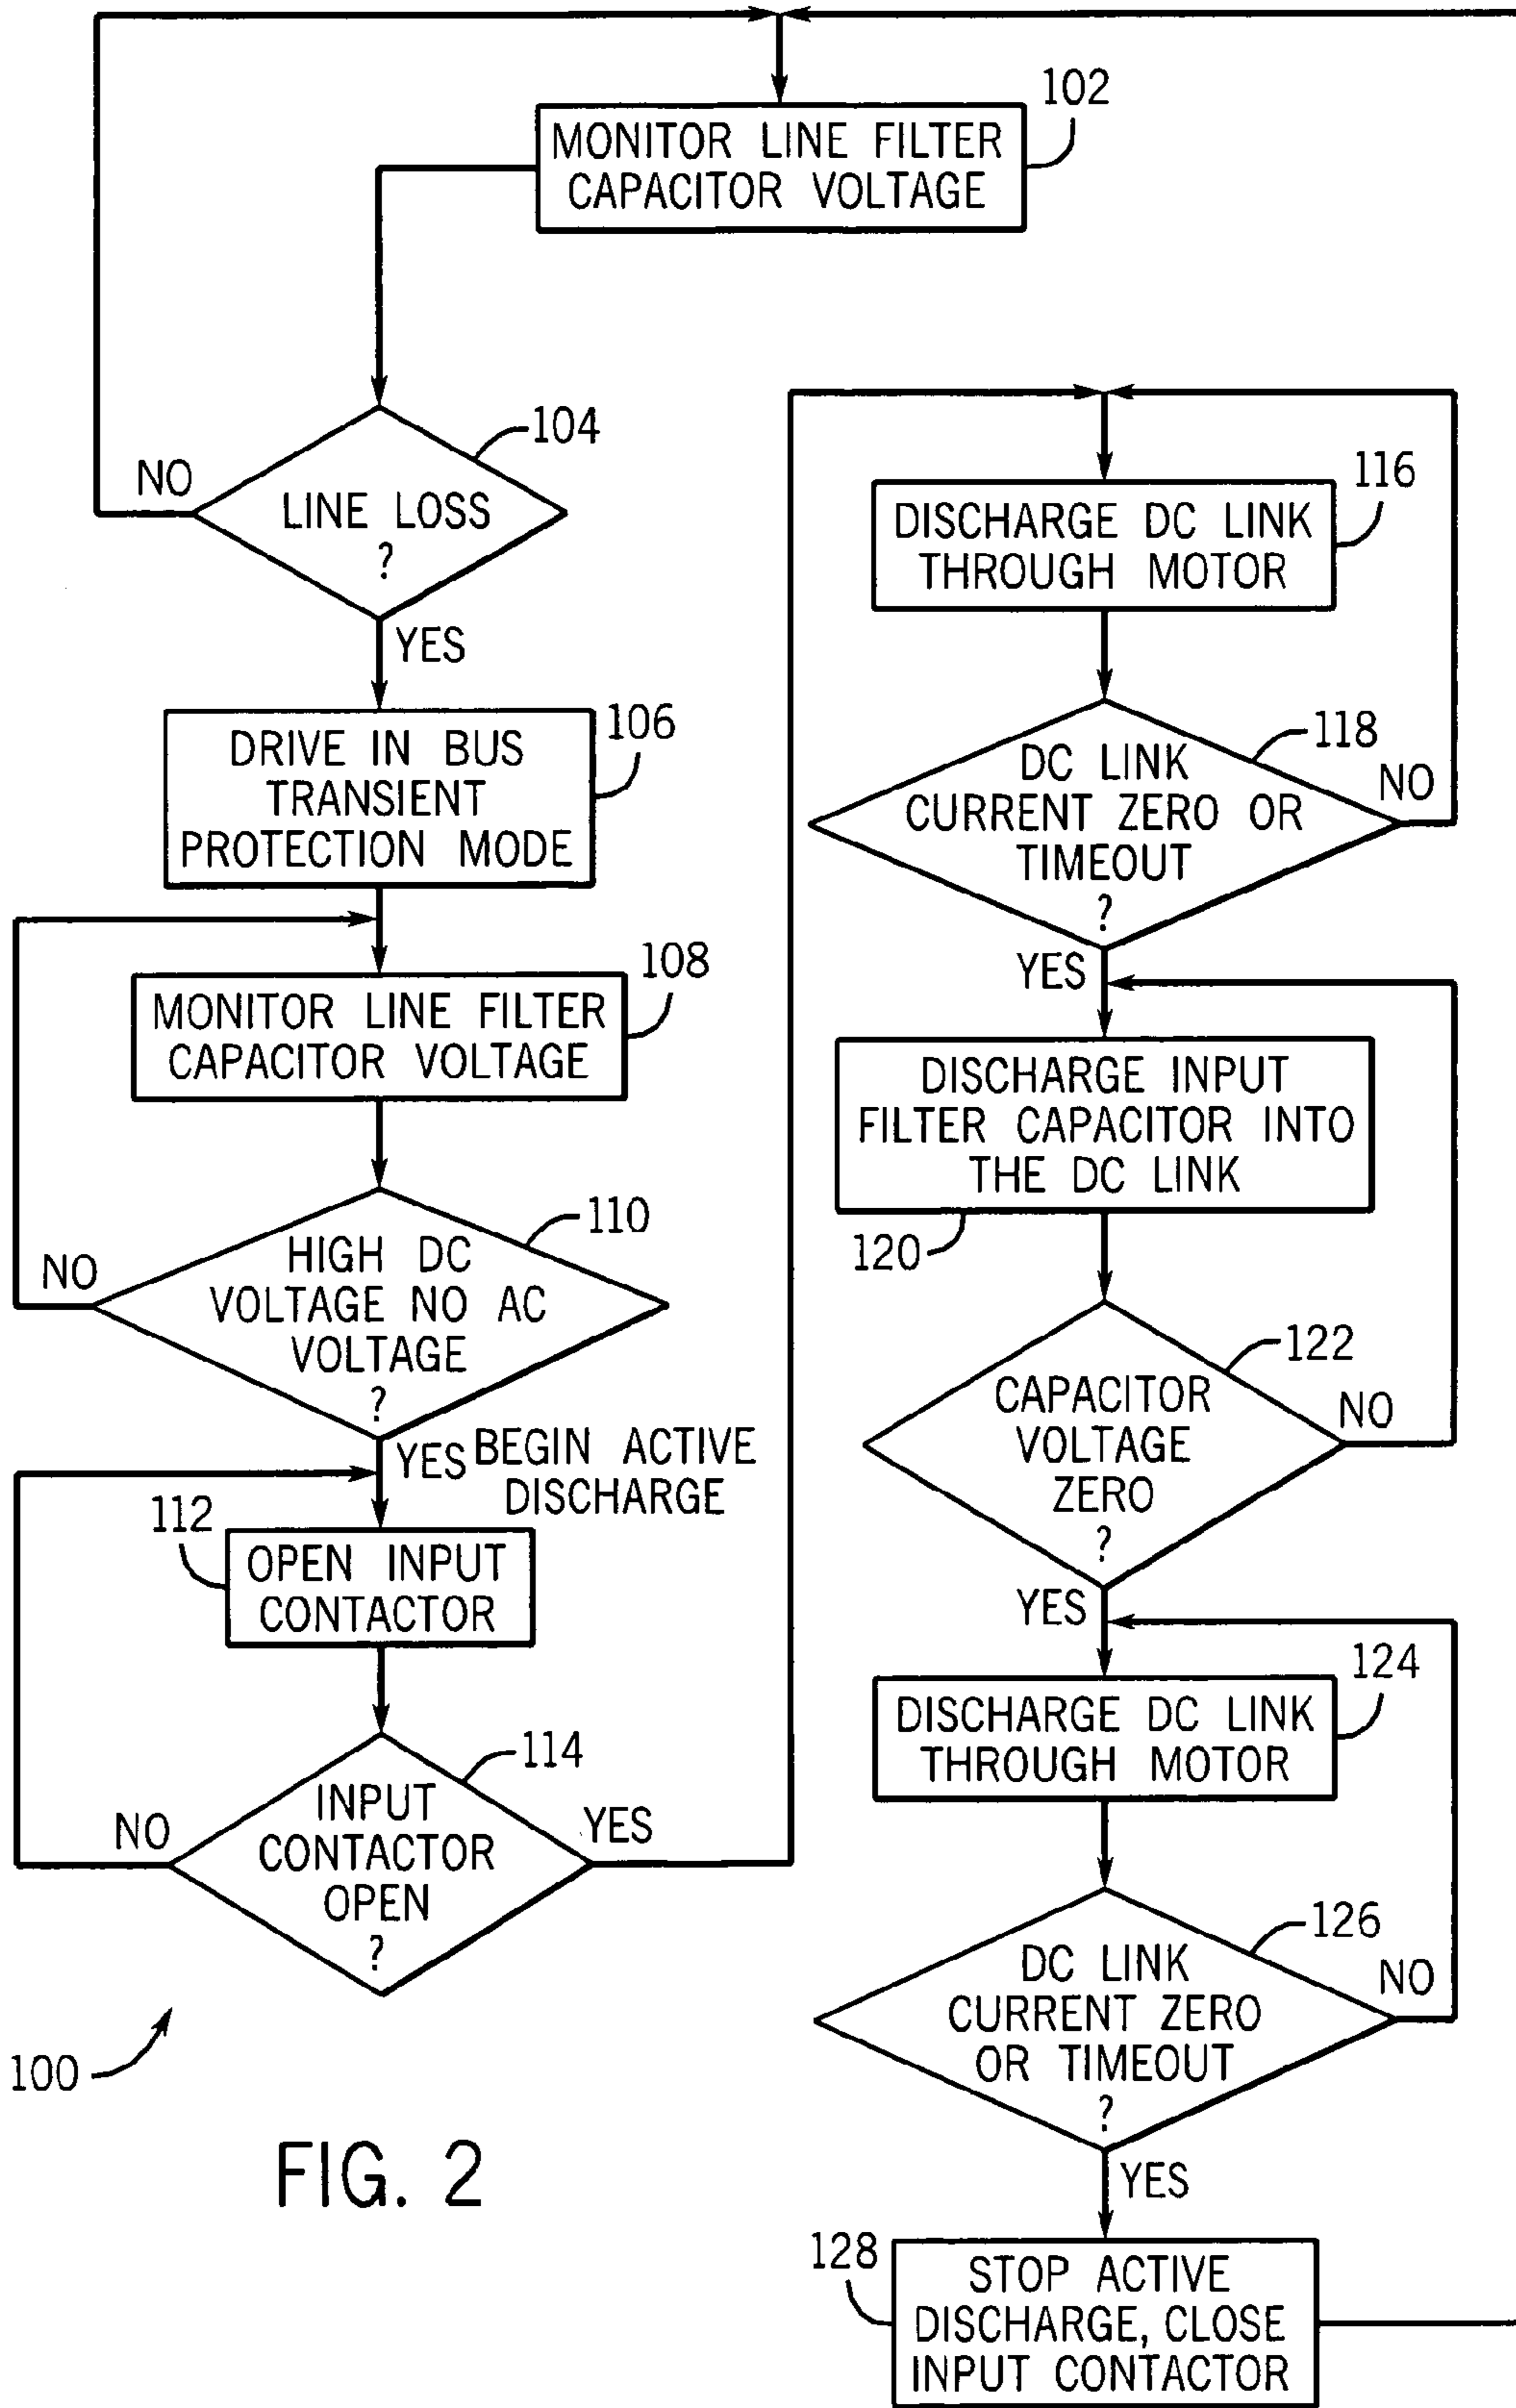 102
MONITOR LINE FILTER
CAPACITOR VOLTAGE
104
NO
LINE LOSS
?
YES
106
DRIVE IN BUS
TRANSIENT
PROTECTION MODE
108
MONITOR LINE FILTER
CAPACITOR VOLTAGE
110
NO
HIGH DC
VOLTAGE NO AC
VOLTAGE
?
YES
BEGIN ACTIVE
DISCHARGE
112
OPEN INPUT
CONTACTOR
114
NO
INPUT
CONTACTOR
OPEN
?
YES
116
DISCHARGE DC LINK
THROUGH MOTOR
118
DC LINK
CURRENT ZERO OR
TIMEOUT
?
NO
YES
DISCHARGE INPUT
FILTER CAPACITOR INTO
THE DC LINK
120
122
CAPACITOR
VOLTAGE
ZERO
?
NO
YES
124
DISCHARGE DC LINK
THROUGH MOTOR
126
DC LINK
CURRENT ZERO
OR TIMEOUT
?
NO
YES
128
STOP ACTIVE
DISCHARGE, CLOSE
INPUT CONTACTOR
100
FIG. 2